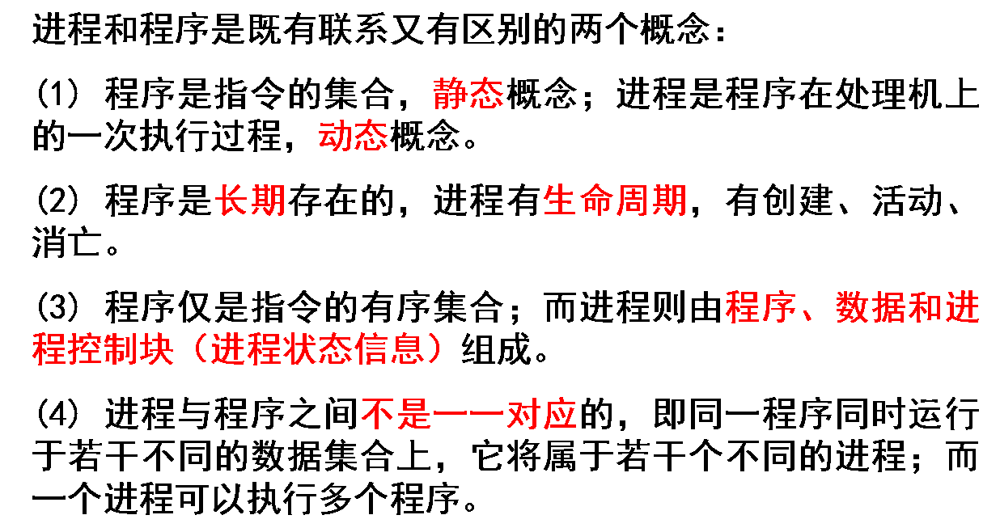 进程和程序是既有联系又有区别的两个概念：
(1) 程序是指令的集合，静态概念；进程是程序在处理机上
的一次执行过程，动态概念。
(2) 程序是长期存在的，进程有生命周期，有创建、活动、
消亡。
(3) 程序仅是指令的有序集合；而进程则由程序、数据和进
程控制块（进程状态信息）组成。
(4) 进程与程序之间不是一一对应的，即同一程序同时运行
于若干不同的数据集合上，它将属于若干个不同的进程；而
一个进程可以执行多个程序。